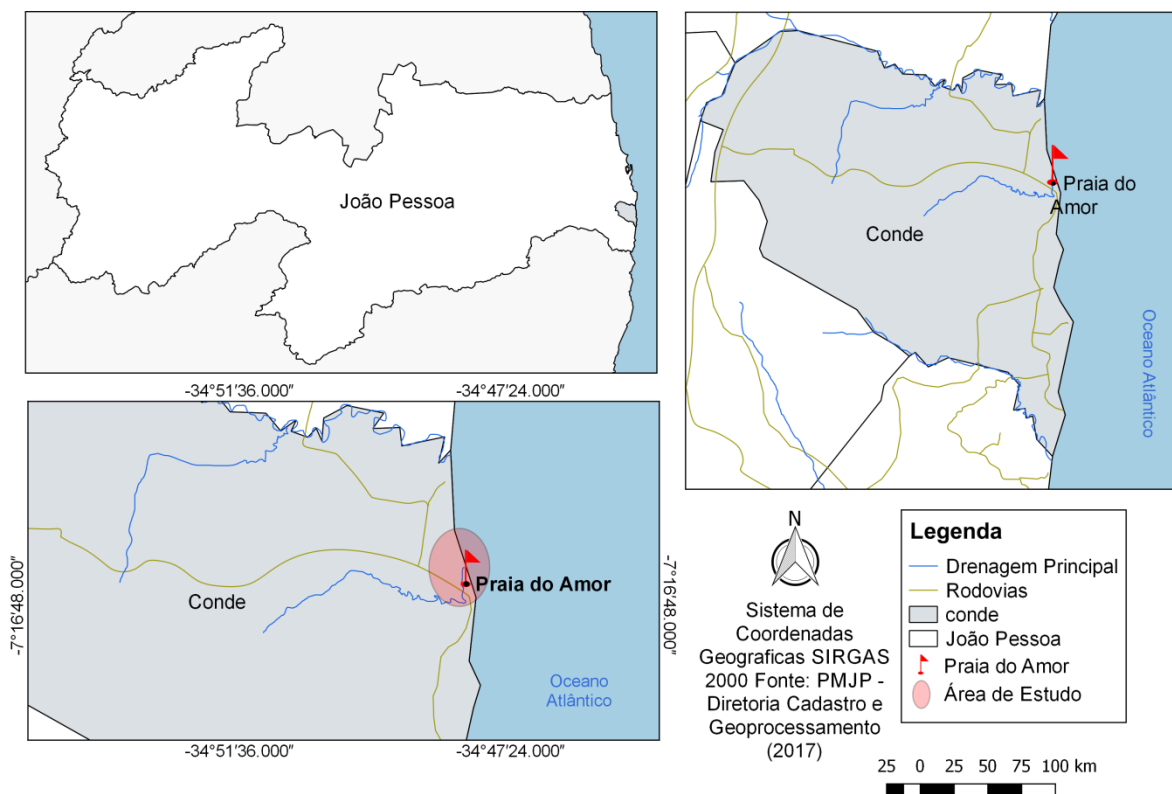 João Pessoa
Conde
Praia do
Amor
Oceano Atlântico
-34°51'36.000″
-34°47'24.000″
-7°16'48.000″
Conde
Praia do Amor
Oceano
Atlântico
-7°16'48.000″
-34°51'36.000″
-34°47'24.000″
N
Sistema de
Coordenadas
Geograficas SIRGAS
2000 Fonte: PMJP -
Diretoria Cadastro e
Geoprocessamento
(2017)
Legenda
Drenagem Principal
Rodovias
conde
João Pessoa
Praia do Amor
Área de Estudo
25 0 25 50 75 100 km